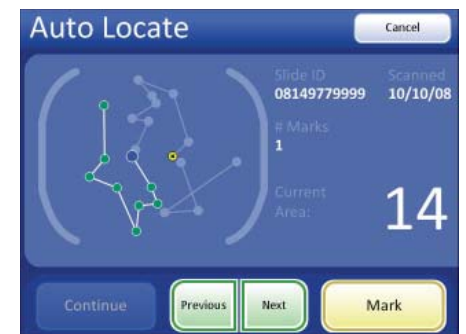 Auto Locate
Cancel
Slide ID
Scanned
08149779999
10/10/08
# Marks
1
Current
Area:
14
Continue
Previous
Next
Mark